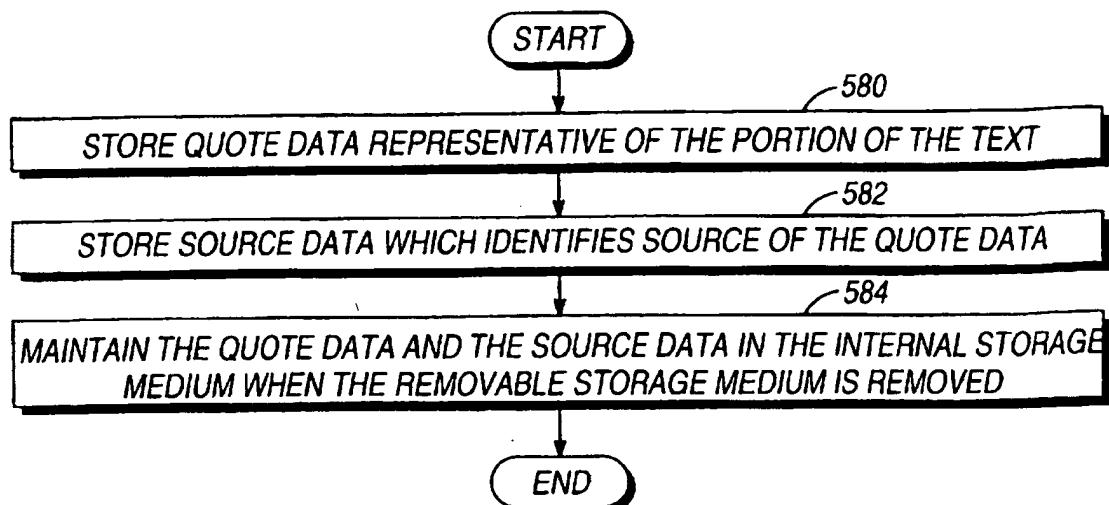 START
580
STORE QUOTE DATA REPRESENTATIVE OF THE PORTION OF THE TEXT
582
STORE SOURCE DATA WHICH IDENTIFIES SOURCE OF THE QUOTE DATA
584
MAINTAIN THE QUOTE DATA AND THE SOURCE DATA IN THE INTERNAL STORAGE
MEDIUM WHEN THE REMOVABLE STORAGE MEDIUM IS REMOVED
END